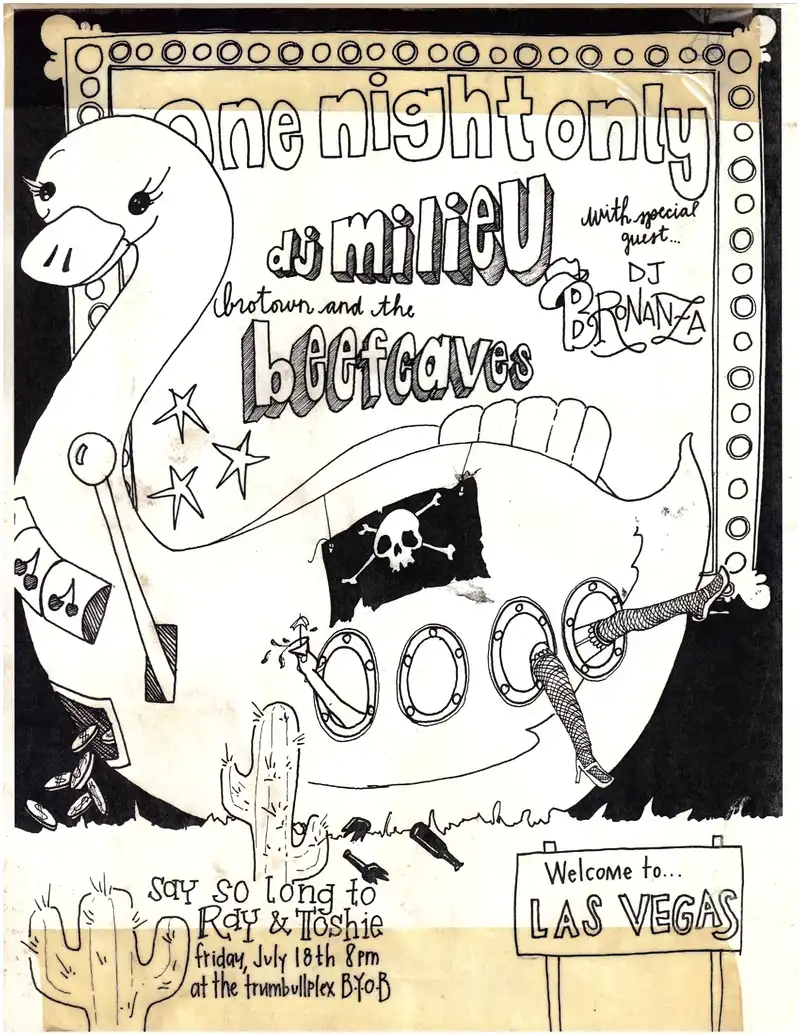 one night only
dj milieu
with special
guest...
DJ
BRONANZA
brotown and the
beefcaves
say so long to
Ray & Toshie
friday, July 18th 8pm
at the trumbullplex B.Y.O.B
Welcome to...
LAS VEGAS